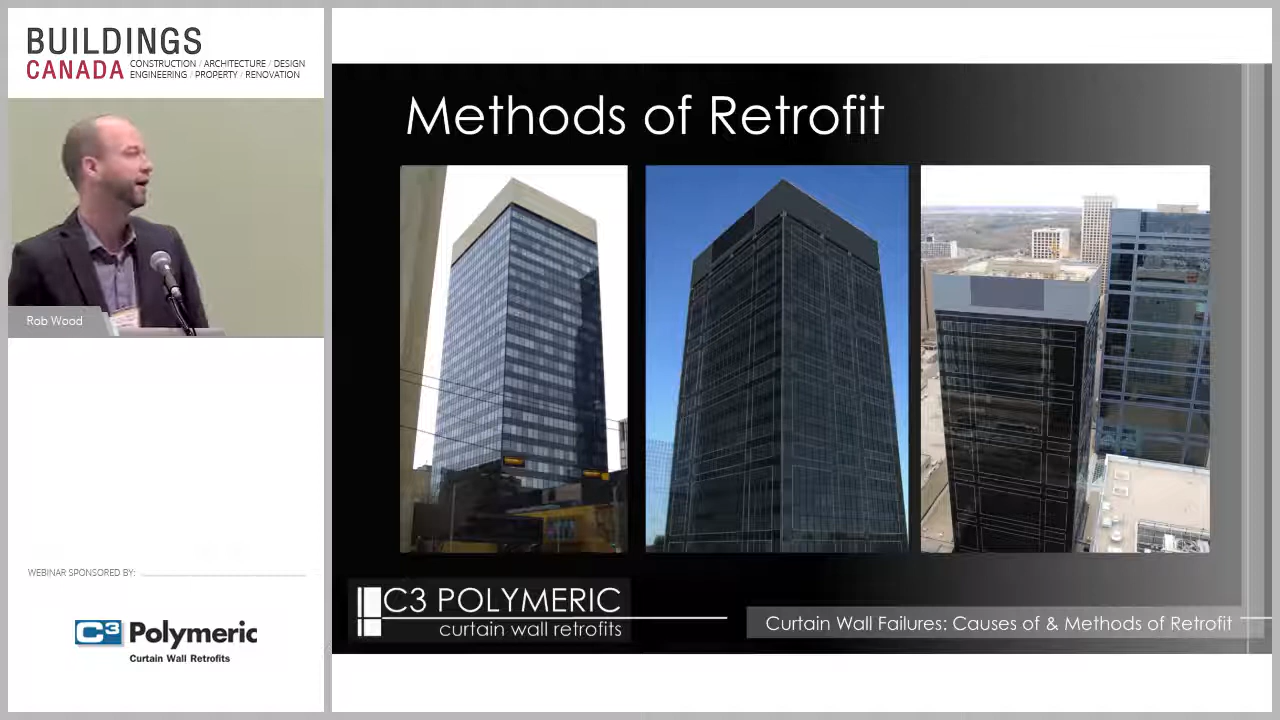 BUILDINGS
CANADA
CONSTRUCTION / ARCHITECTURE / DESIGN
ENGINEERING / PROPERTY / RENOVATION
Rob Wood
WEBINAR SPONSORED BY:
C3 Polymeric
Curtain Wall Retrofits
Methods of Retrofit
C3 POLYMERIC
curtain wall retrofits
Curtain Wall Failures: Causes of & Methods of Retrofit